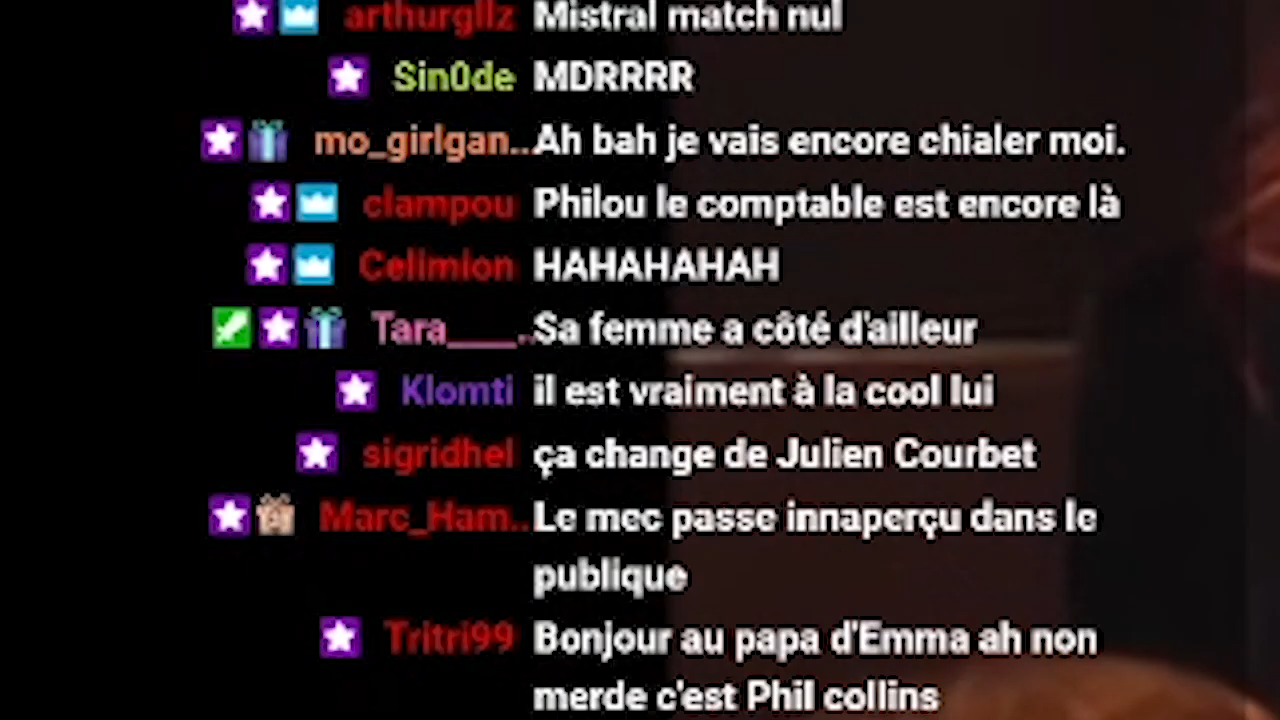 arthurgllz Mistral match nul
Sin0de MDRRRR
mo_girlgan... Ah bah je vais encore chialer moi.
clampou Philou le comptable est encore là
Celimion HAHAHAHAH
Tara____... Sa femme a côté d'ailleur
Klomti il est vraiment à la cool lui
sigridhel ça change de Julien Courbet
Marc_Ham... Le mec passe innaperçu dans le
publique
Tritri99 Bonjour au papa d'Emma ah non
merde c'est Phil collins